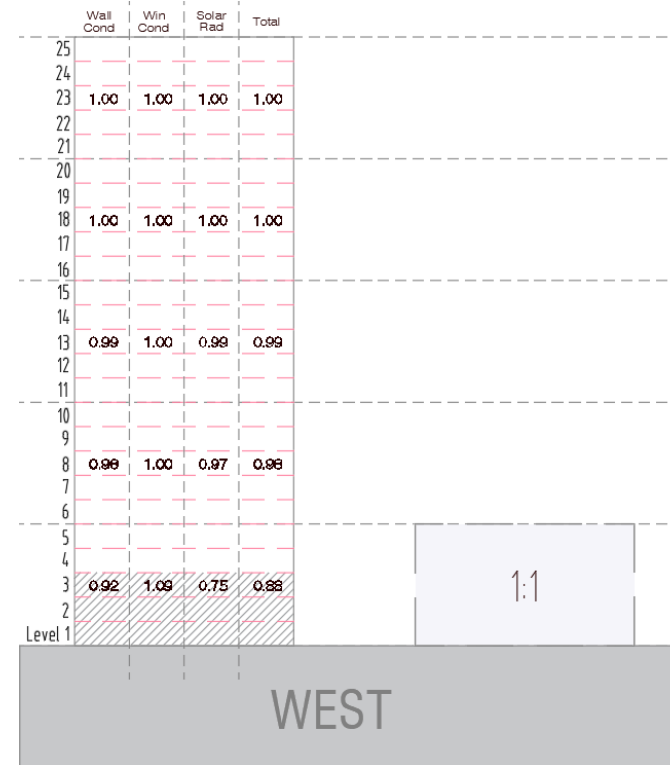 Wall Win Solar
Cond Cond Rad Total
25
24
23 1.00 1.00 1.00 1.00
22
21
20
19
18 1.00 1.00 1.00 1.00
17
16
15
14
13 0.99 1.00 0.99 0.99
12
11
10
9
8 0.98 1.00 0.97 0.98
7
6
5
4
3 0.92 1.09 0.75 0.88
1:1
2
Level 1
WEST